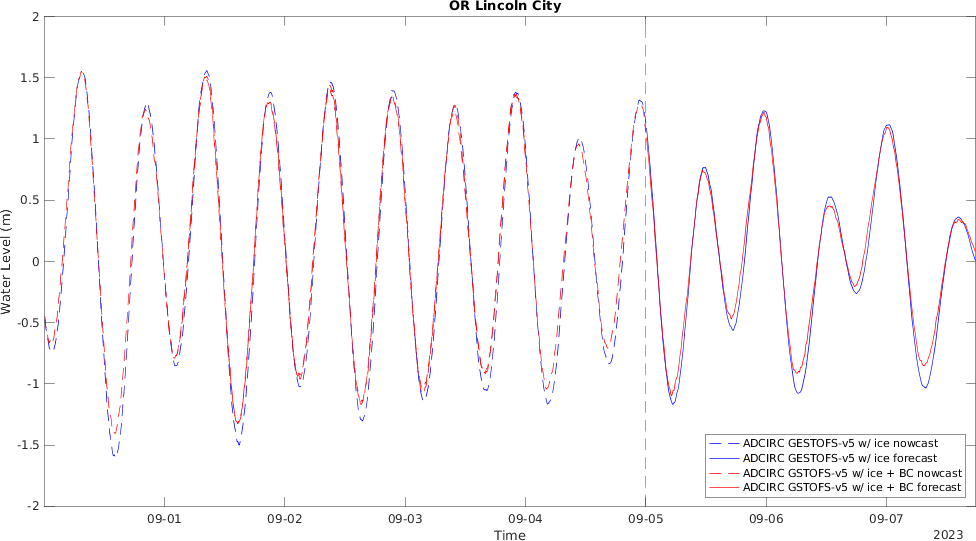 OR Lincoln City
2
1.5
1
0.5
0
-0.5
-1
-1.5
-2
Water Level (m)
09-01
09-02
09-03
09-04
09-05
09-06
09-07
Time
2023
ADCIRC GESTOFS-v5 w/ ice nowcast
ADCIRC GESTOFS-v5 w/ ice forecast
ADCIRC GSTOFS-v5 w/ ice + BC nowcast
ADCIRC GSTOFS-v5 w/ ice + BC forecast